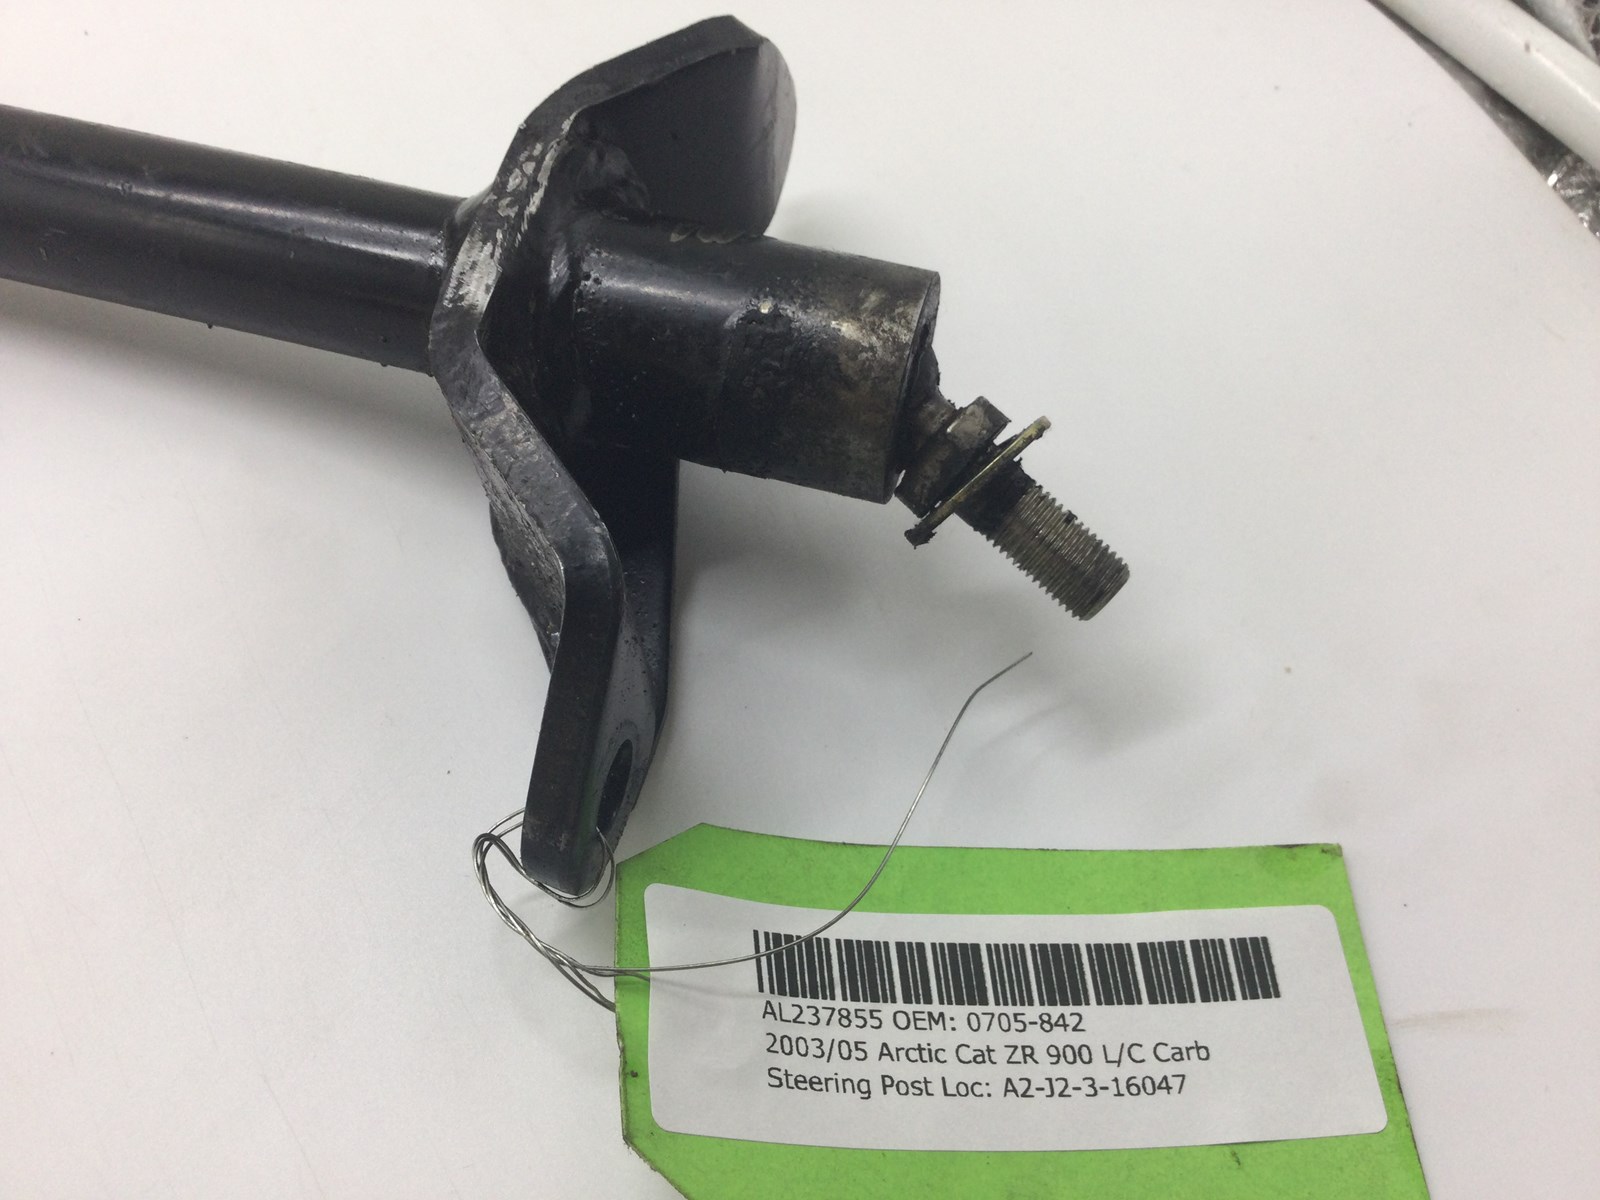 AL237855 OEM: 0705-842
2003/05 Arctic Cat ZR 900 L/C Carb
Steering Post Loc: A2-J2-3-16047